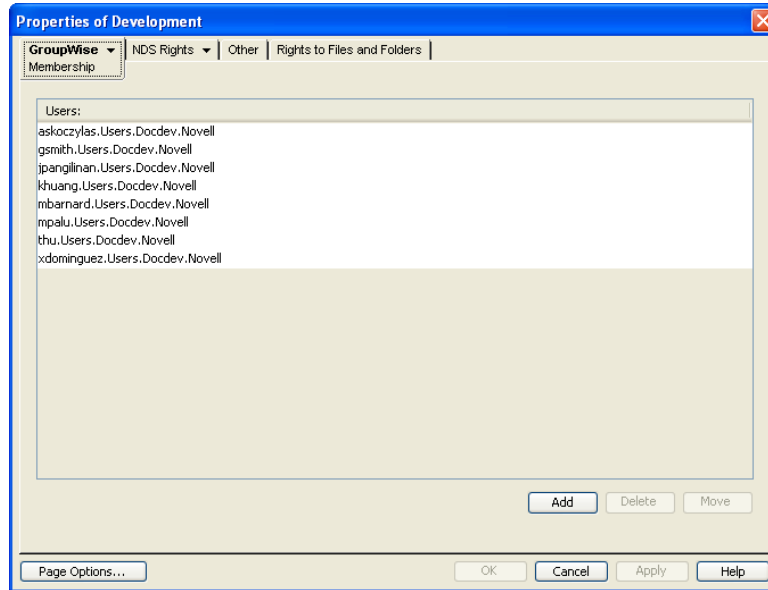 Properties of Development
GroupWise NDS Rights Other Rights to Files and Folders
Membership
Users:
askoczylas.Users.Docdev.Novell
gsmith.Users.Docdev.Novell
jpangilinan.Users.Docdev.Novell
khuang.Users.Docdev.Novell
mbarnard.Users.Docdev.Novell
mpalu.Users.Docdev.Novell
thu.Users.Docdev.Novell
xdominguez.Users.Docdev.Novell
Add Delete Move
Page Options... OK Cancel Apply Help